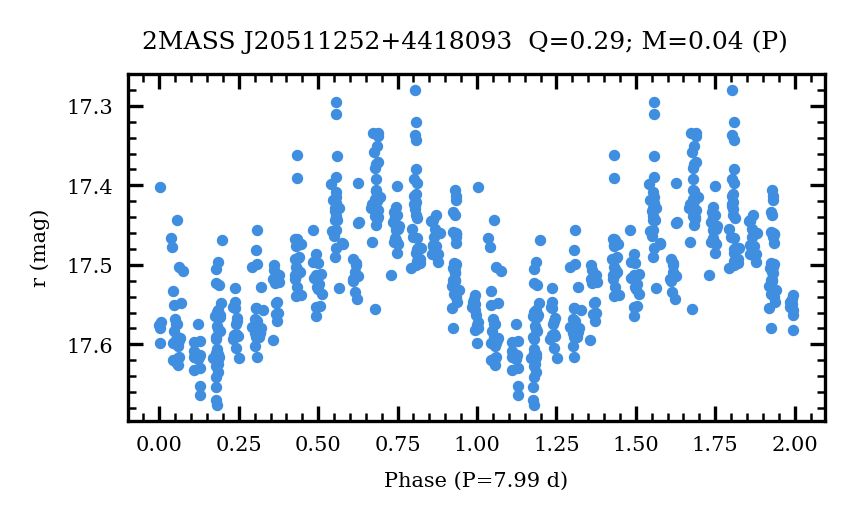 2MASS J20511252+4418093  Q=0.29; M=0.04 (P)
17.3
17.4
17.5
17.6
r (mag)
0.00 0.25 0.50 0.75 1.00 1.25 1.50 1.75 2.00
Phase (P=7.99 d)